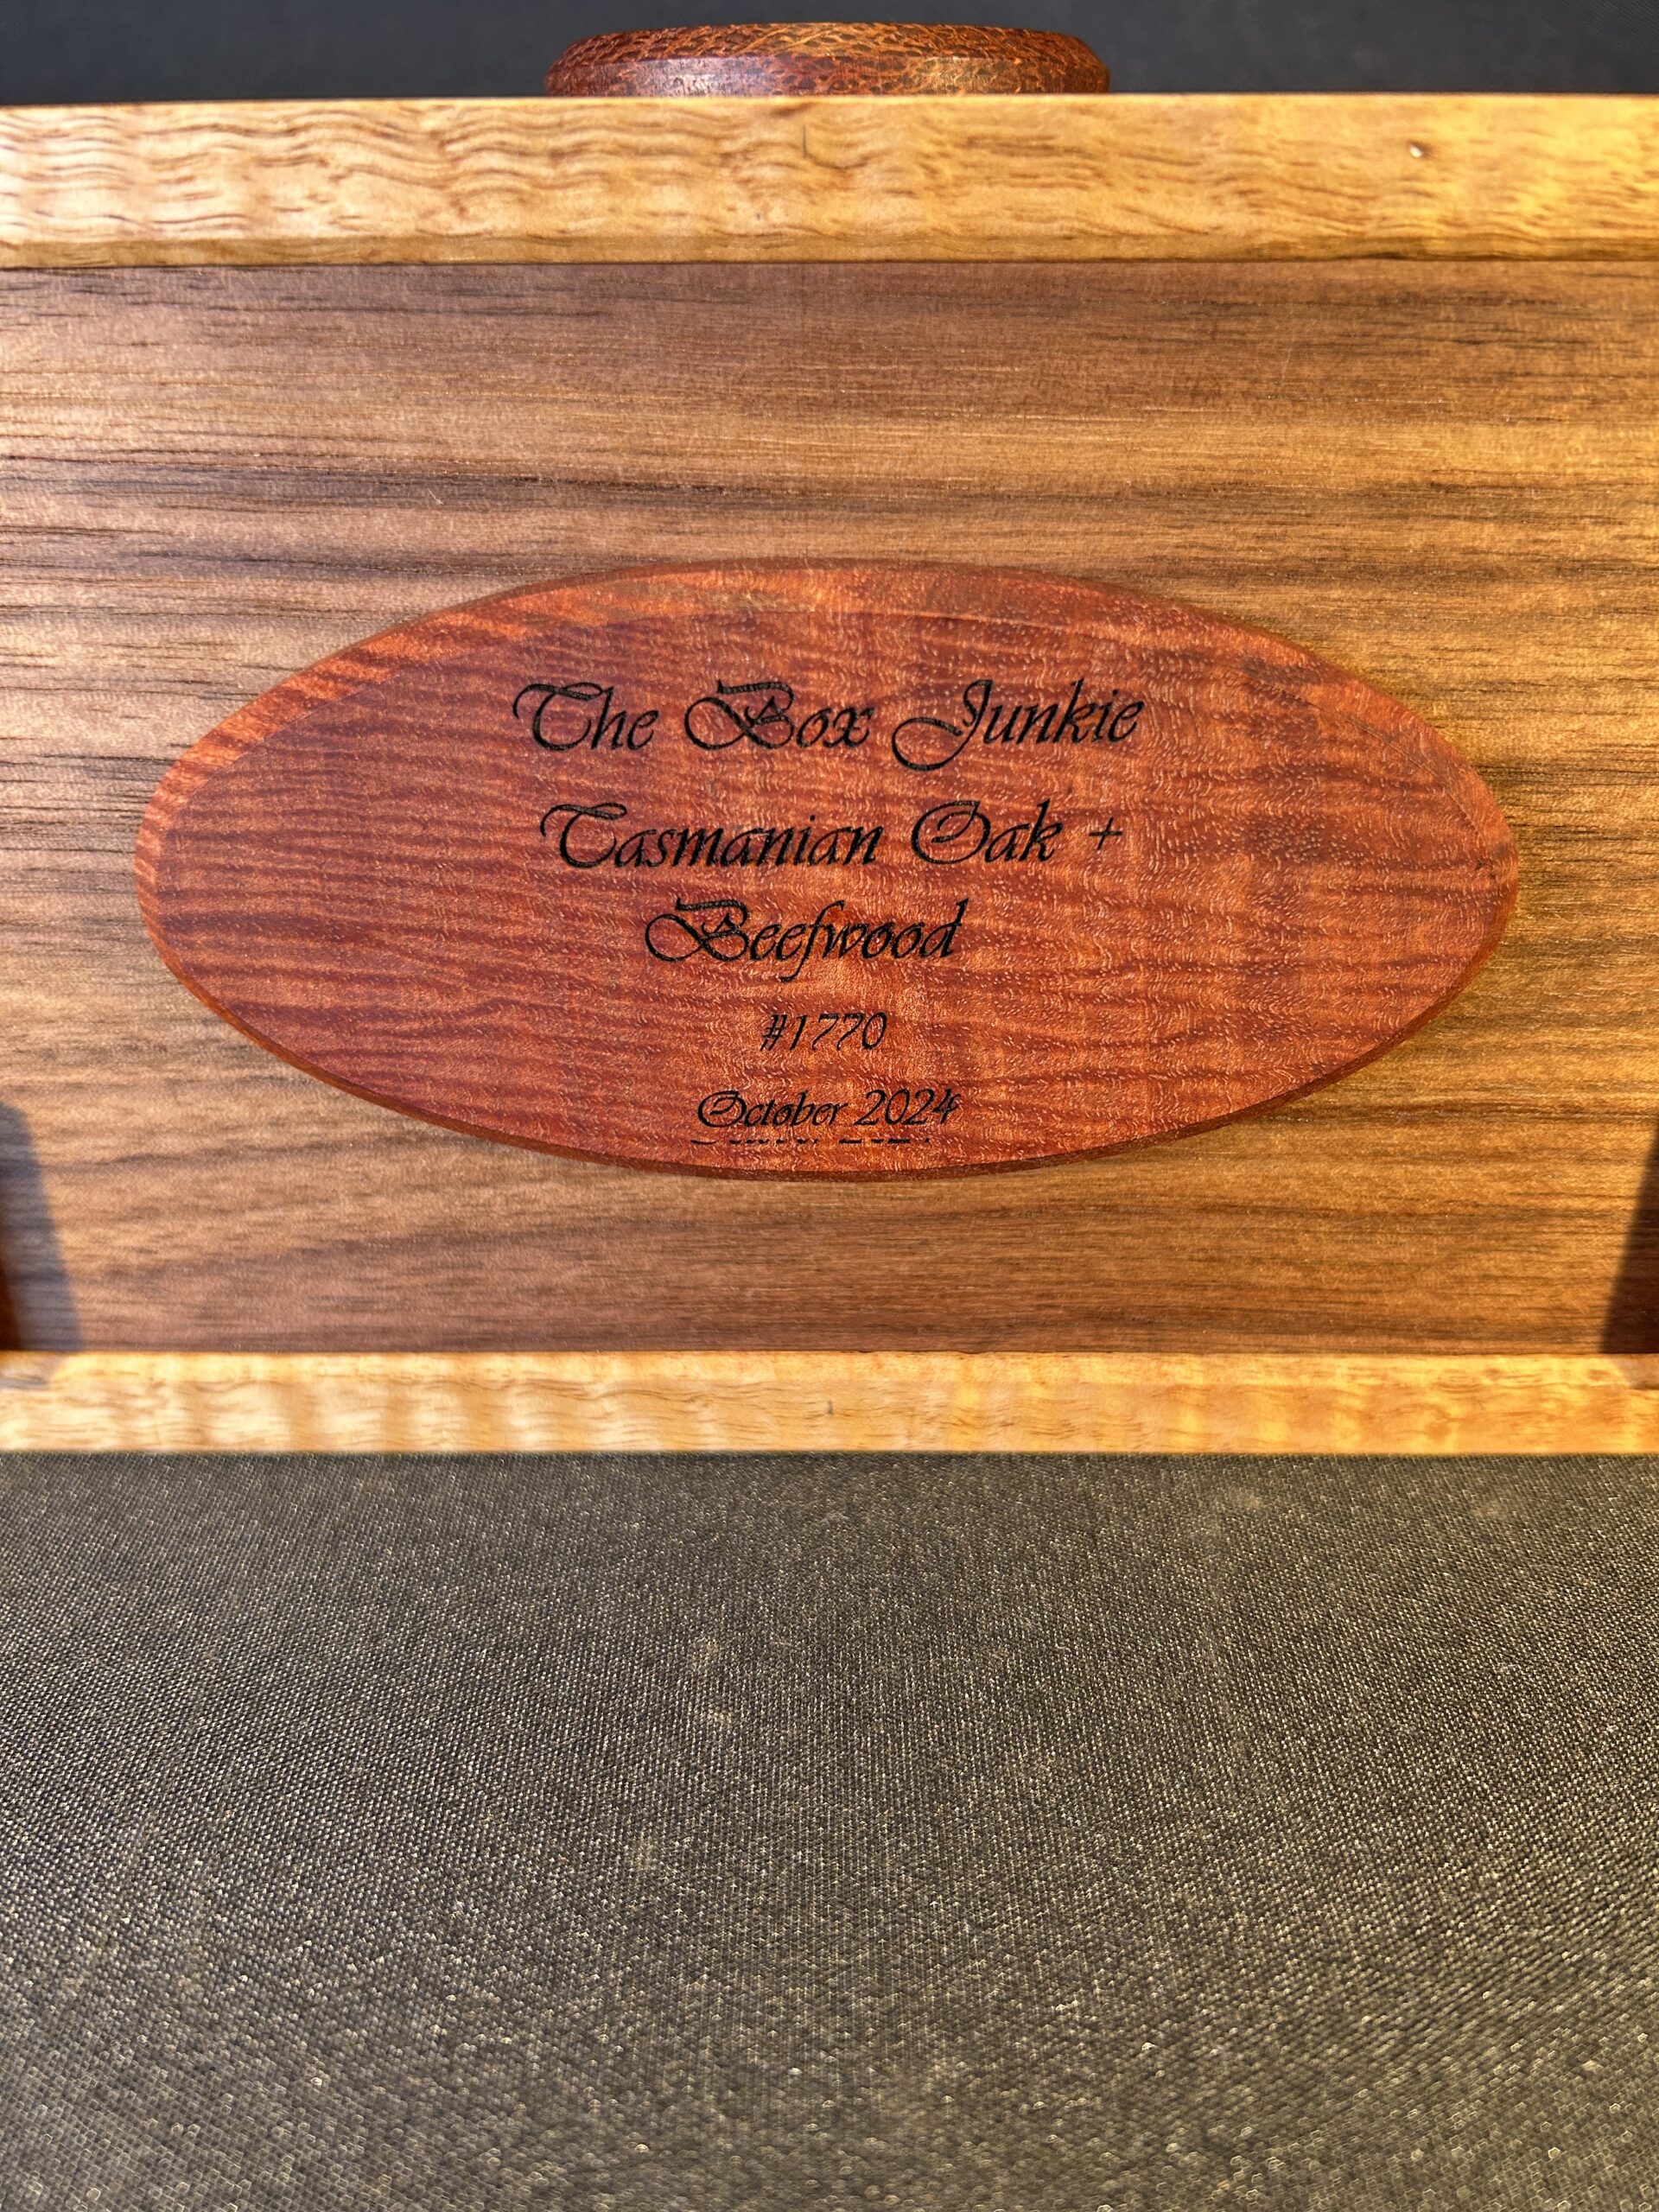 The Box Junkie
Tasmanian Oak +
Beefwood
#1770
October 2024